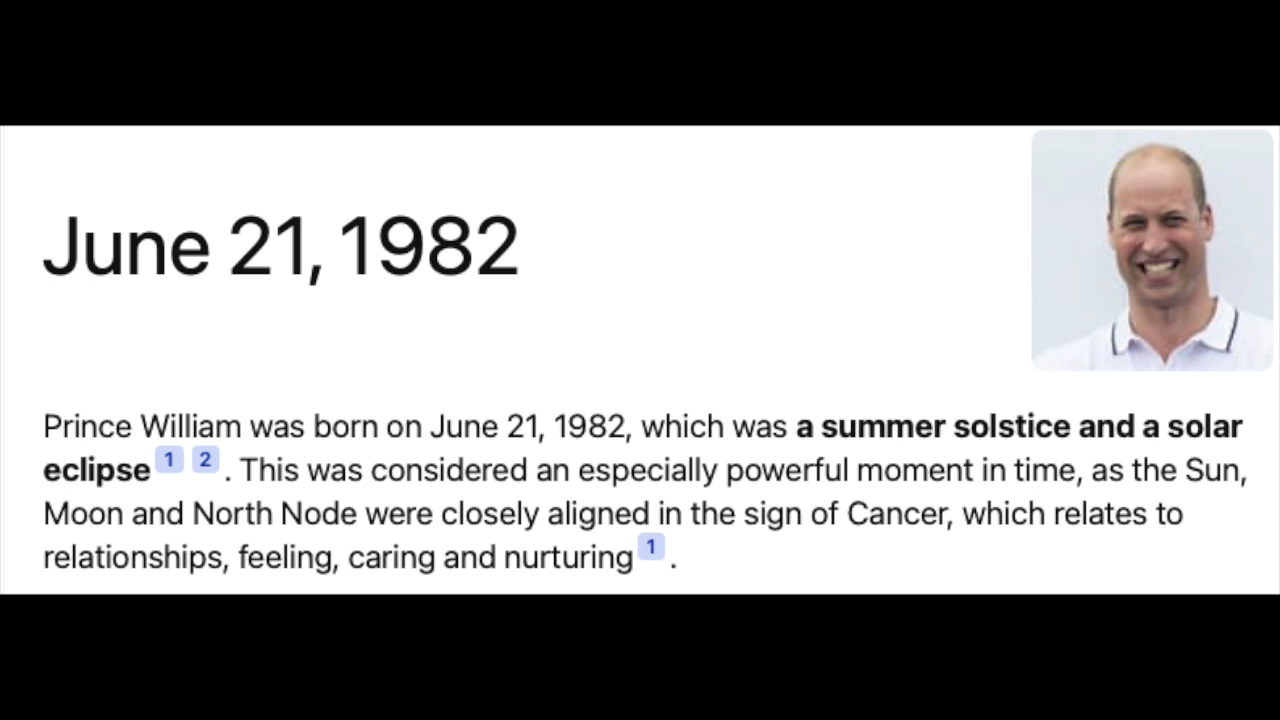 June 21, 1982
Prince William was born on June 21, 1982, which was a summer solstice and a solar
eclipse 1 2 . This was considered an especially powerful moment in time, as the Sun,
Moon and North Node were closely aligned in the sign of Cancer, which relates to
relationships, feeling, caring and nurturing 1 .